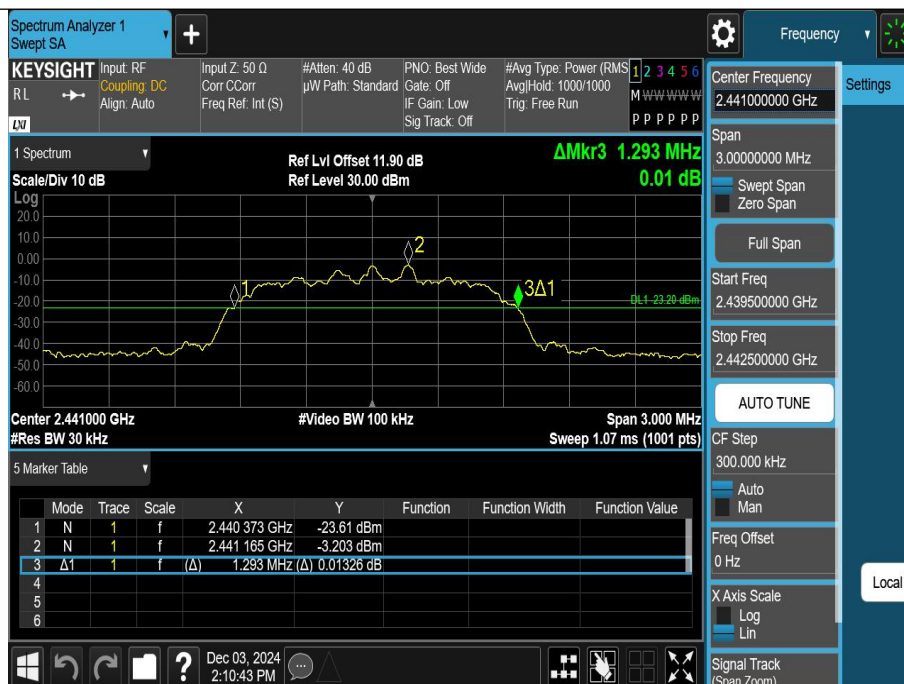 Spectrum Analyzer 1
Swept SA
+
Frequency
KEYSIGHT
R L
LXI
Input: RF
Coupling: DC
Align: Auto
Input Z: 50 Ω
Corr CCorr
Freq Ref: Int (S)
#Atten: 40 dB
µW Path: Standard
PNO: Best Wide
Gate: Off
IF Gain: Low
Sig Track: Off
#Avg Type: Power (RMS
Avg|Hold: 1000/1000
Trig: Free Run
1 2 3 4 5 6
M W W W W W
P P P P P P
1 Spectrum
Scale/Div 10 dB
Ref Lvl Offset 11.90 dB
Ref Level 30.00 dBm
ΔMkr3 1.293 MHz
0.01 dB
Log
20.0
10.0
0.00
-10.0
-20.0
-30.0
-40.0
-50.0
-60.0
1
2
3Δ1
DL1 -23.20 dBm
Center 2.441000 GHz
#Res BW 30 kHz
#Video BW 100 kHz
Span 3.000 MHz
Sweep 1.07 ms (1001 pts)
5 Marker Table
Mode Trace Scale X Y Function Function Width Function Value
1 N 1 f 2.440 373 GHz -23.61 dBm
2 N 1 f 2.441 165 GHz -3.203 dBm
3 Δ1 1 f (Δ) 1.293 MHz (Δ) 0.01326 dB
4
5
6
?
Dec 03, 2024
2:10:43 PM
Center Frequency
2.441000000 GHz
Span
3.00000000 MHz
Swept Span
Zero Span
Full Span
Start Freq
2.439500000 GHz
Stop Freq
2.442500000 GHz
AUTO TUNE
CF Step
300.000 kHz
Auto
Man
Freq Offset
0 Hz
X Axis Scale
Log
Lin
Signal Track
(Span Zoom)
Settings
Local